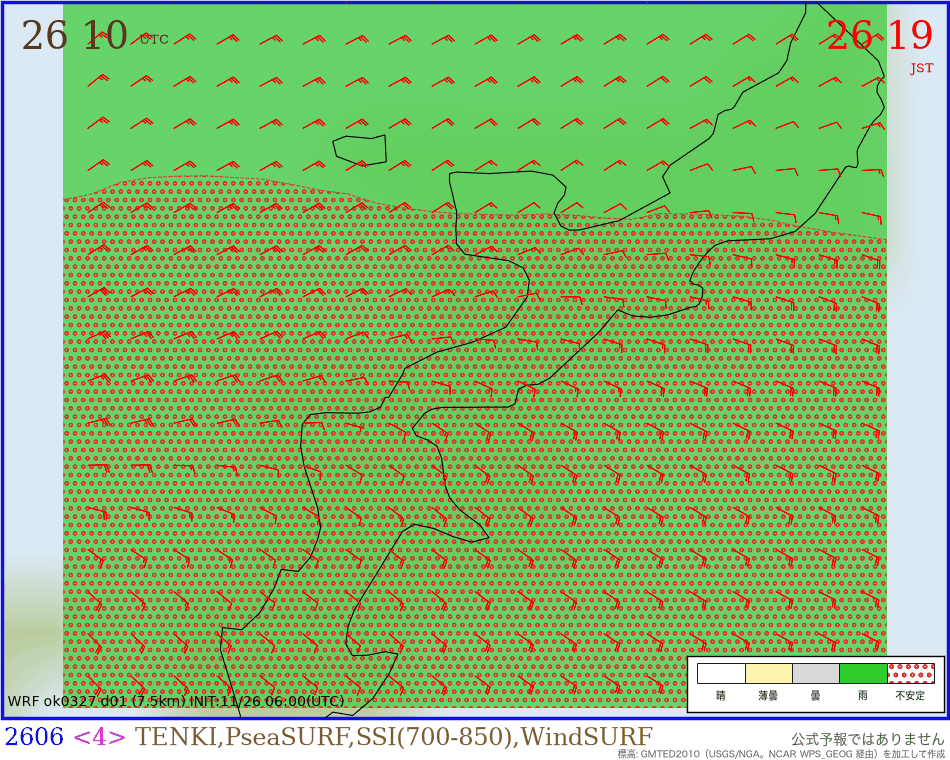 26 10 UTC
26 19
JST
晴 薄曇 曇 雨 不安定
WRF ok0327 d01 (7.5km) INIT:11/26 06:00(UTC)
2606 <4> TENKI,PseaSURF,SSI(700-850),WindSURF
公式予報ではありません
標高: GMTED2010（USGS/NGA。NCAR WPS_GEOG 経由）を加工して作成